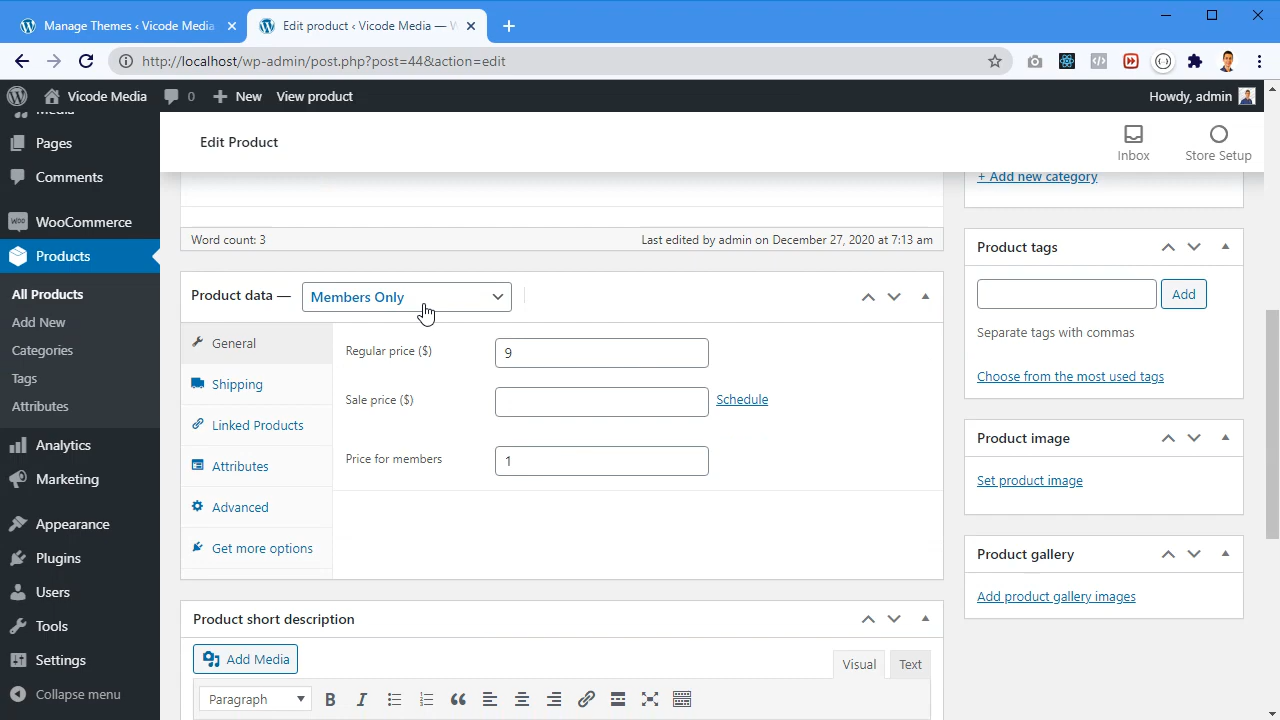 Manage Themes ‹ Vicode Media
Edit product ‹ Vicode Media — W
http://localhost/wp-admin/post.php?post=44&action=edit
Vicode Media
0
New
View product
Howdy, admin
Media
Pages
Comments
WooCommerce
Products
All Products
Add New
Categories
Tags
Attributes
Analytics
Marketing
Appearance
Plugins
Users
Tools
Settings
Collapse menu
Edit Product
Inbox
Store Setup
Word count: 3
Last edited by admin on December 27, 2020 at 7:13 am
Product data —
Members Only
General
Shipping
Linked Products
Attributes
Advanced
Get more options
Regular price ($)
9
Sale price ($)
Schedule
Price for members
1
Product short description
Add Media
Visual
Text
Paragraph
B
I
+ Add new category
Product tags
Add
Separate tags with commas
Choose from the most used tags
Product image
Set product image
Product gallery
Add product gallery images